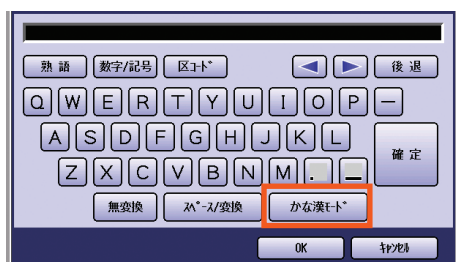 熟語 数字/記号 区ｺｰﾄﾞ ◀ ▶ 後退
Q W E R T Y U I O P ー
A S D F G H J K L 確定
Z X C V B N M . _
無変換 ｽﾍﾟｰｽ/変換 かな漢ﾓｰﾄﾞ
OK ｷｬﾝｾﾙ